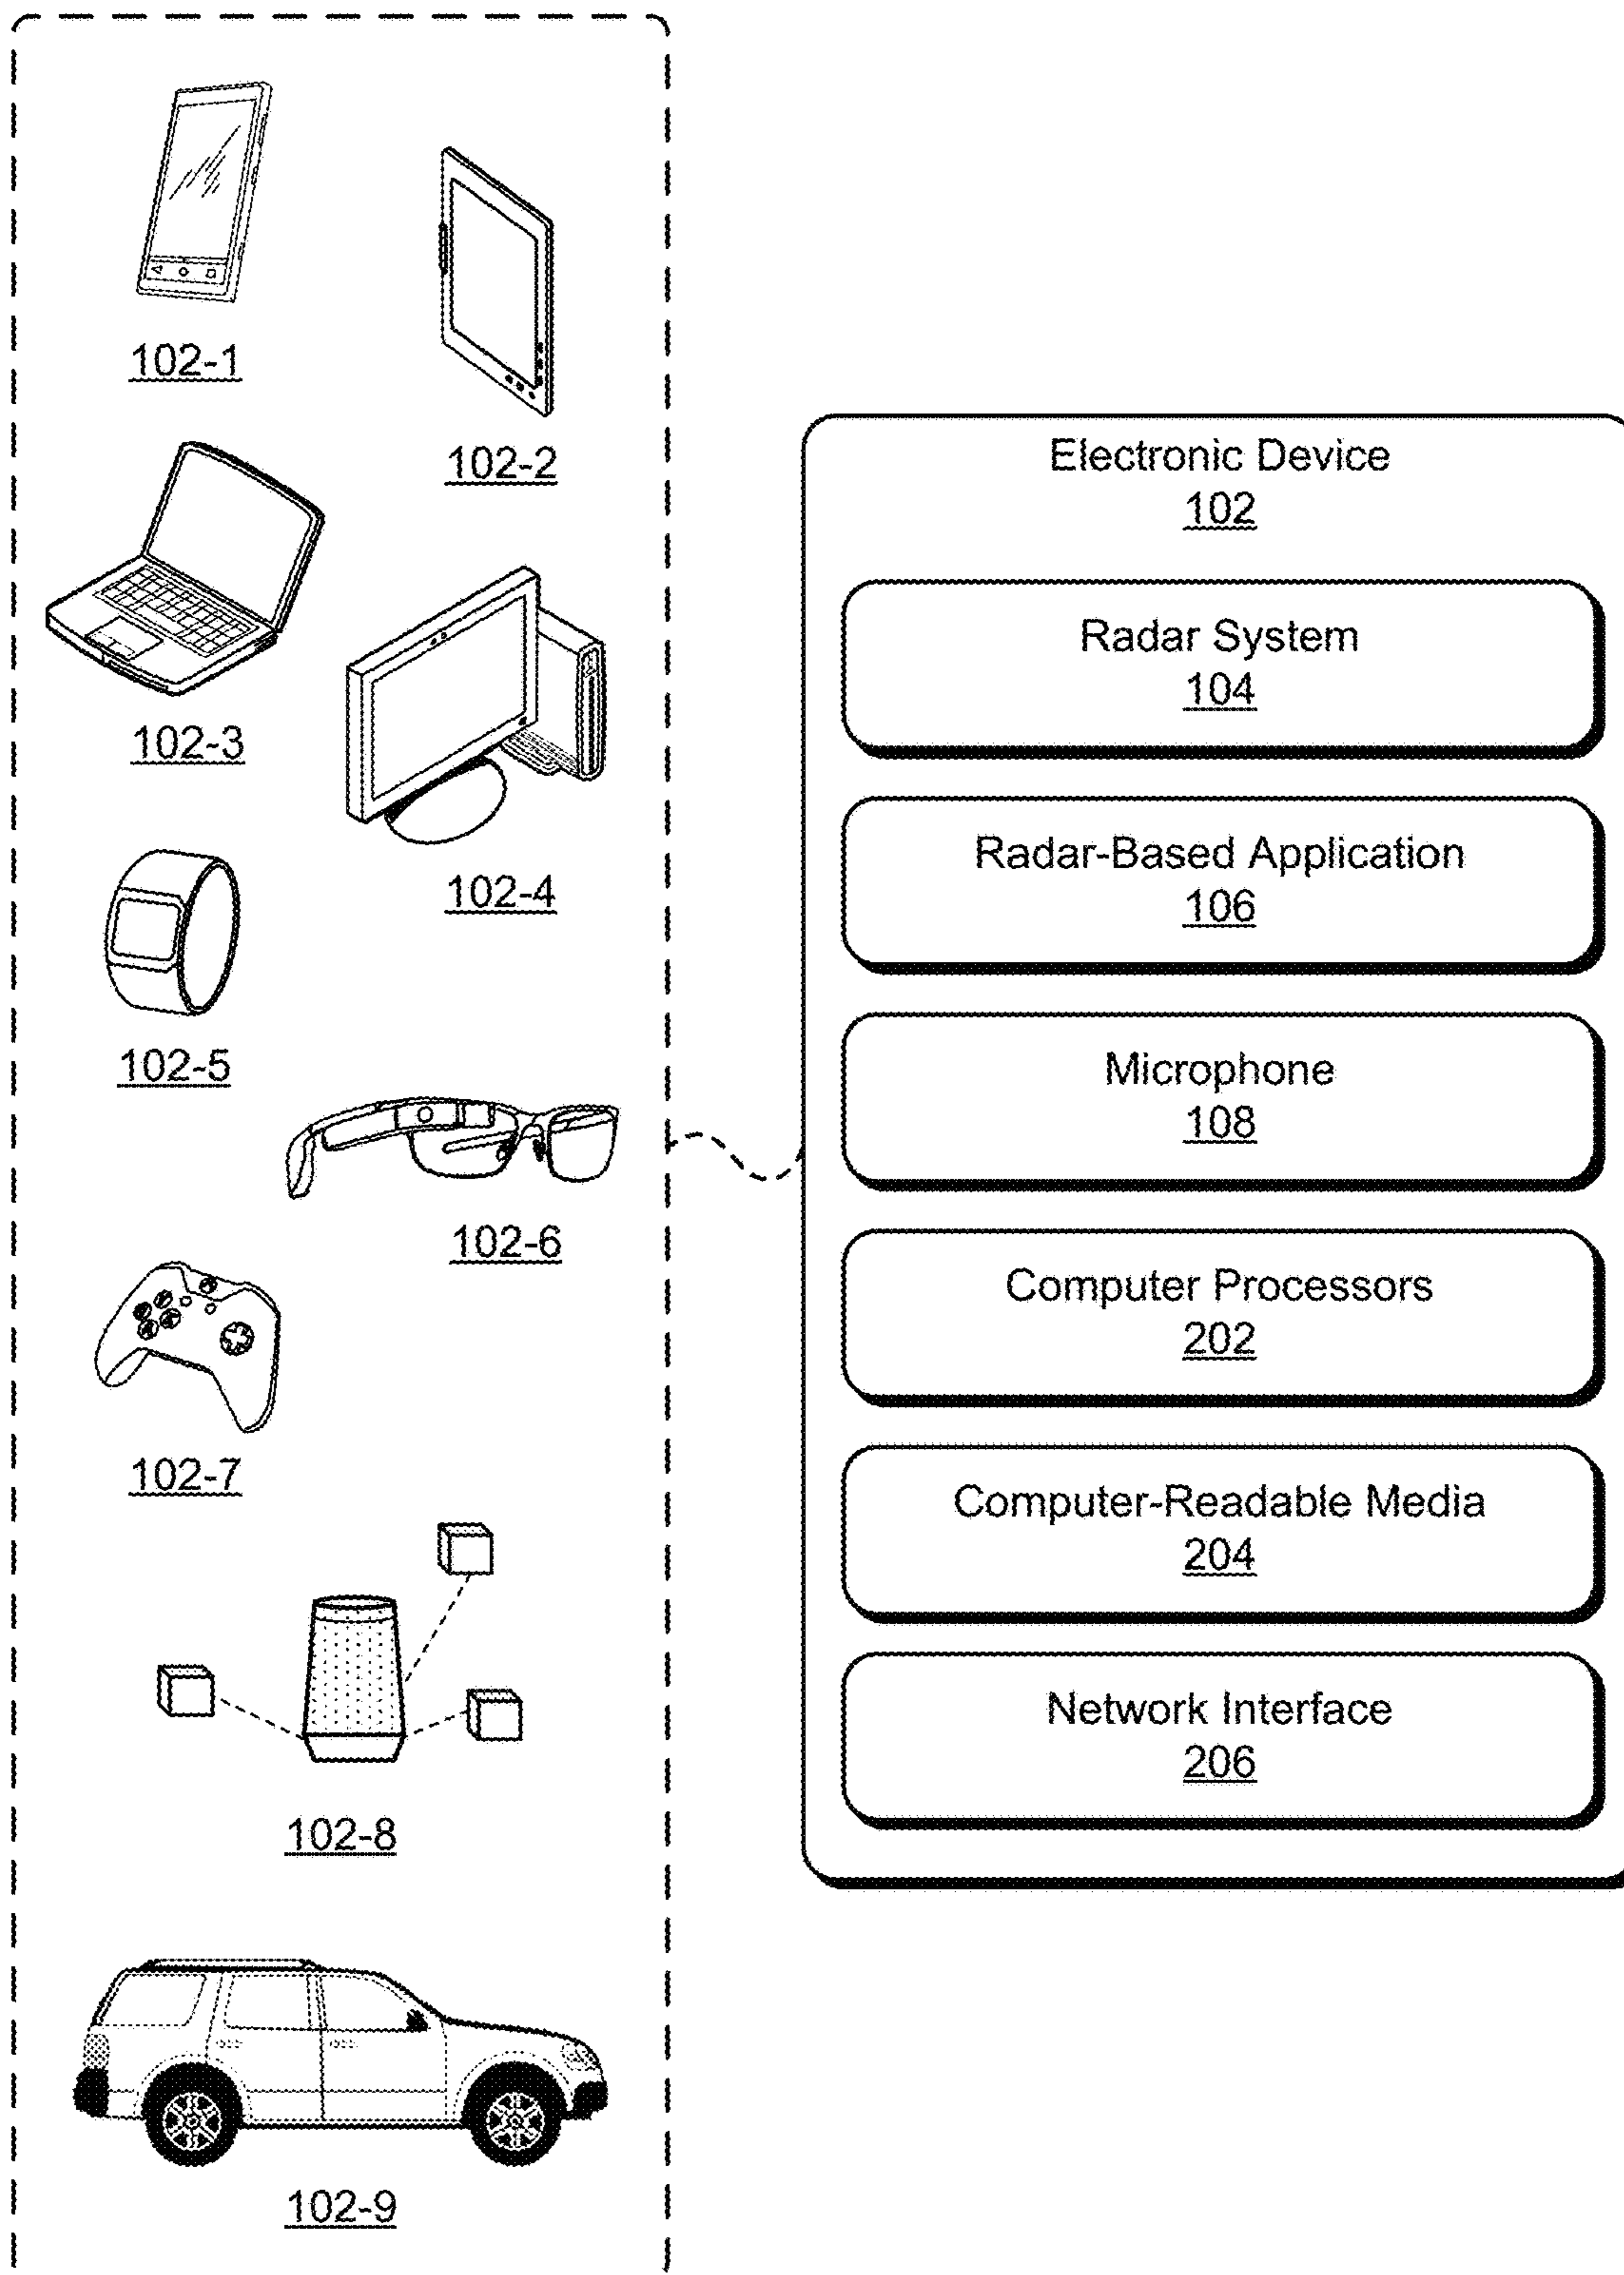 102-1
102-2
102-3
102-4
102-5
102-6
102-7
102-8
102-9
Electronic Device
102
Radar System
104
Radar-Based Application
106
Microphone
108
Computer Processors
202
Computer-Readable Media
204
Network Interface
206